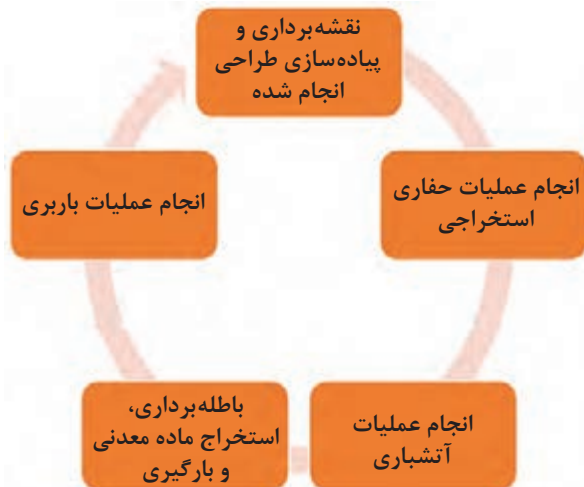 نقشه‌برداری و
پیاده‌سازی طراحی
انجام شده
انجام عملیات حفاری
استخراجی
انجام عملیات
آتشباری
باطله‌برداری،
استخراج ماده معدنی
و بارگیری
انجام عملیات باربری